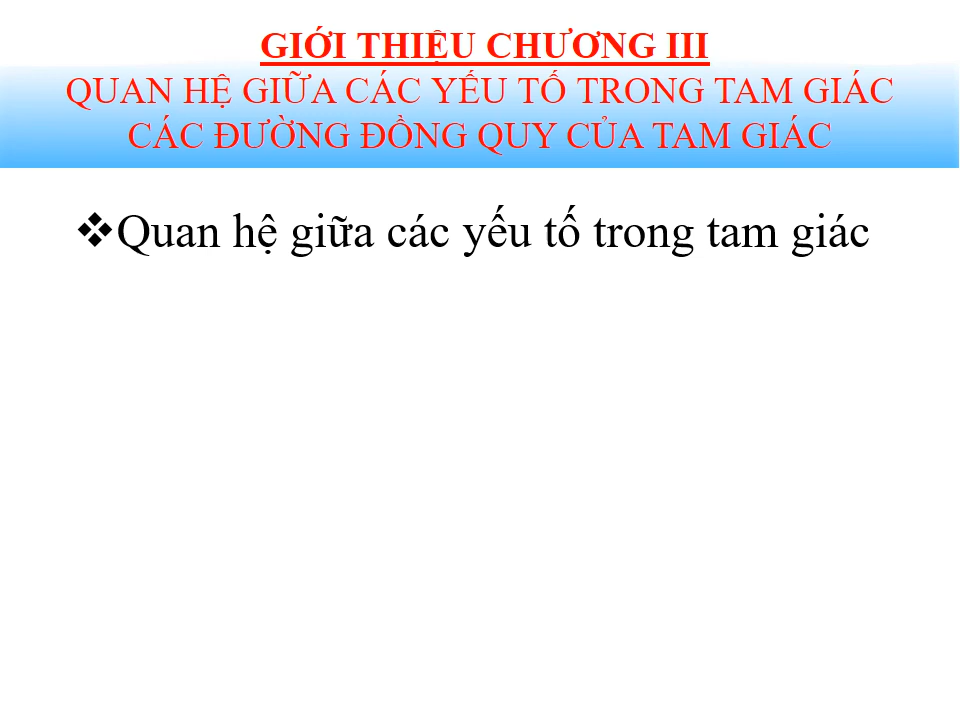 GIỚI THIỆU CHƯƠNG III
QUAN HỆ GIỮA CÁC YẾU TỐ TRONG TAM GIÁC
CÁC ĐƯỜNG ĐỒNG QUY CỦA TAM GIÁC
❖Quan hệ giữa các yếu tố trong tam giác